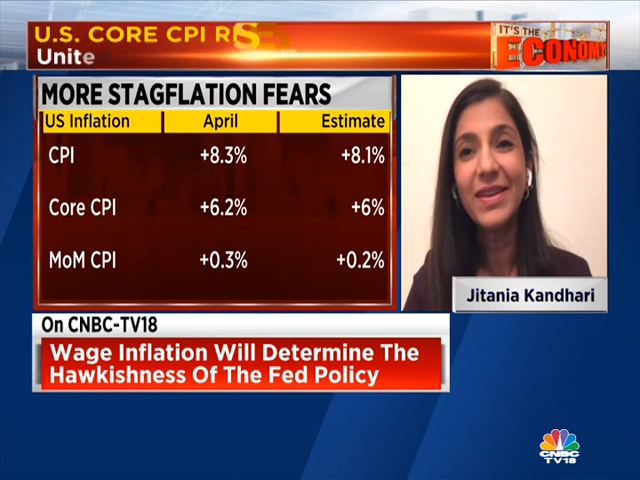 U.S. CORE CPI
IT'S THE
ECONOMY
United
MORE STAGFLATION FEARS
US Inflation April Estimate
CPI +8.3% +8.1%
Core CPI +6.2% +6%
MoM CPI +0.3% +0.2%
Jitania Kandhari
On CNBC-TV18
Wage Inflation Will Determine The
Hawkishness Of The Fed Policy
CNBC
TV18